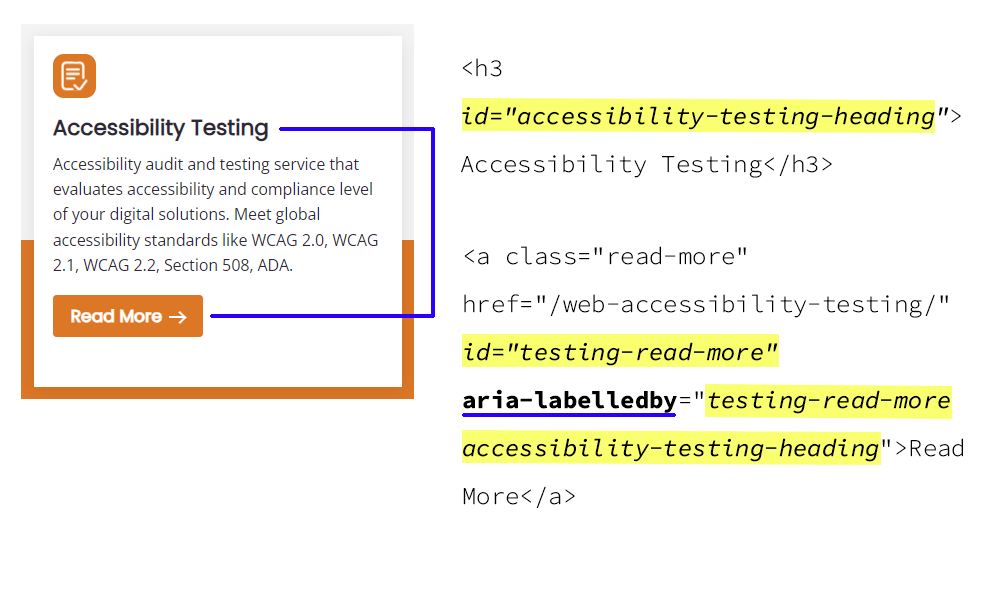 Accessibility Testing
Accessibility audit and testing service that
evaluates accessibility and compliance level
of your digital solutions. Meet global
accessibility standards like WCAG 2.0, WCAG
2.1, WCAG 2.2, Section 508, ADA.
Read More →
<h3
id="accessibility-testing-heading">
Accessibility Testing</h3>
<a class="read-more"
href="/web-accessibility-testing/"
id="testing-read-more"
aria-labelledby="testing-read-more
accessibility-testing-heading">Read
More</a>